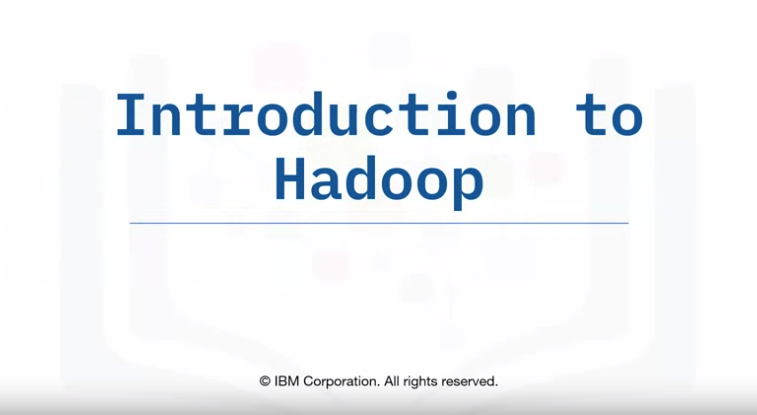 Introduction to
Hadoop
© IBM Corporation. All rights reserved.